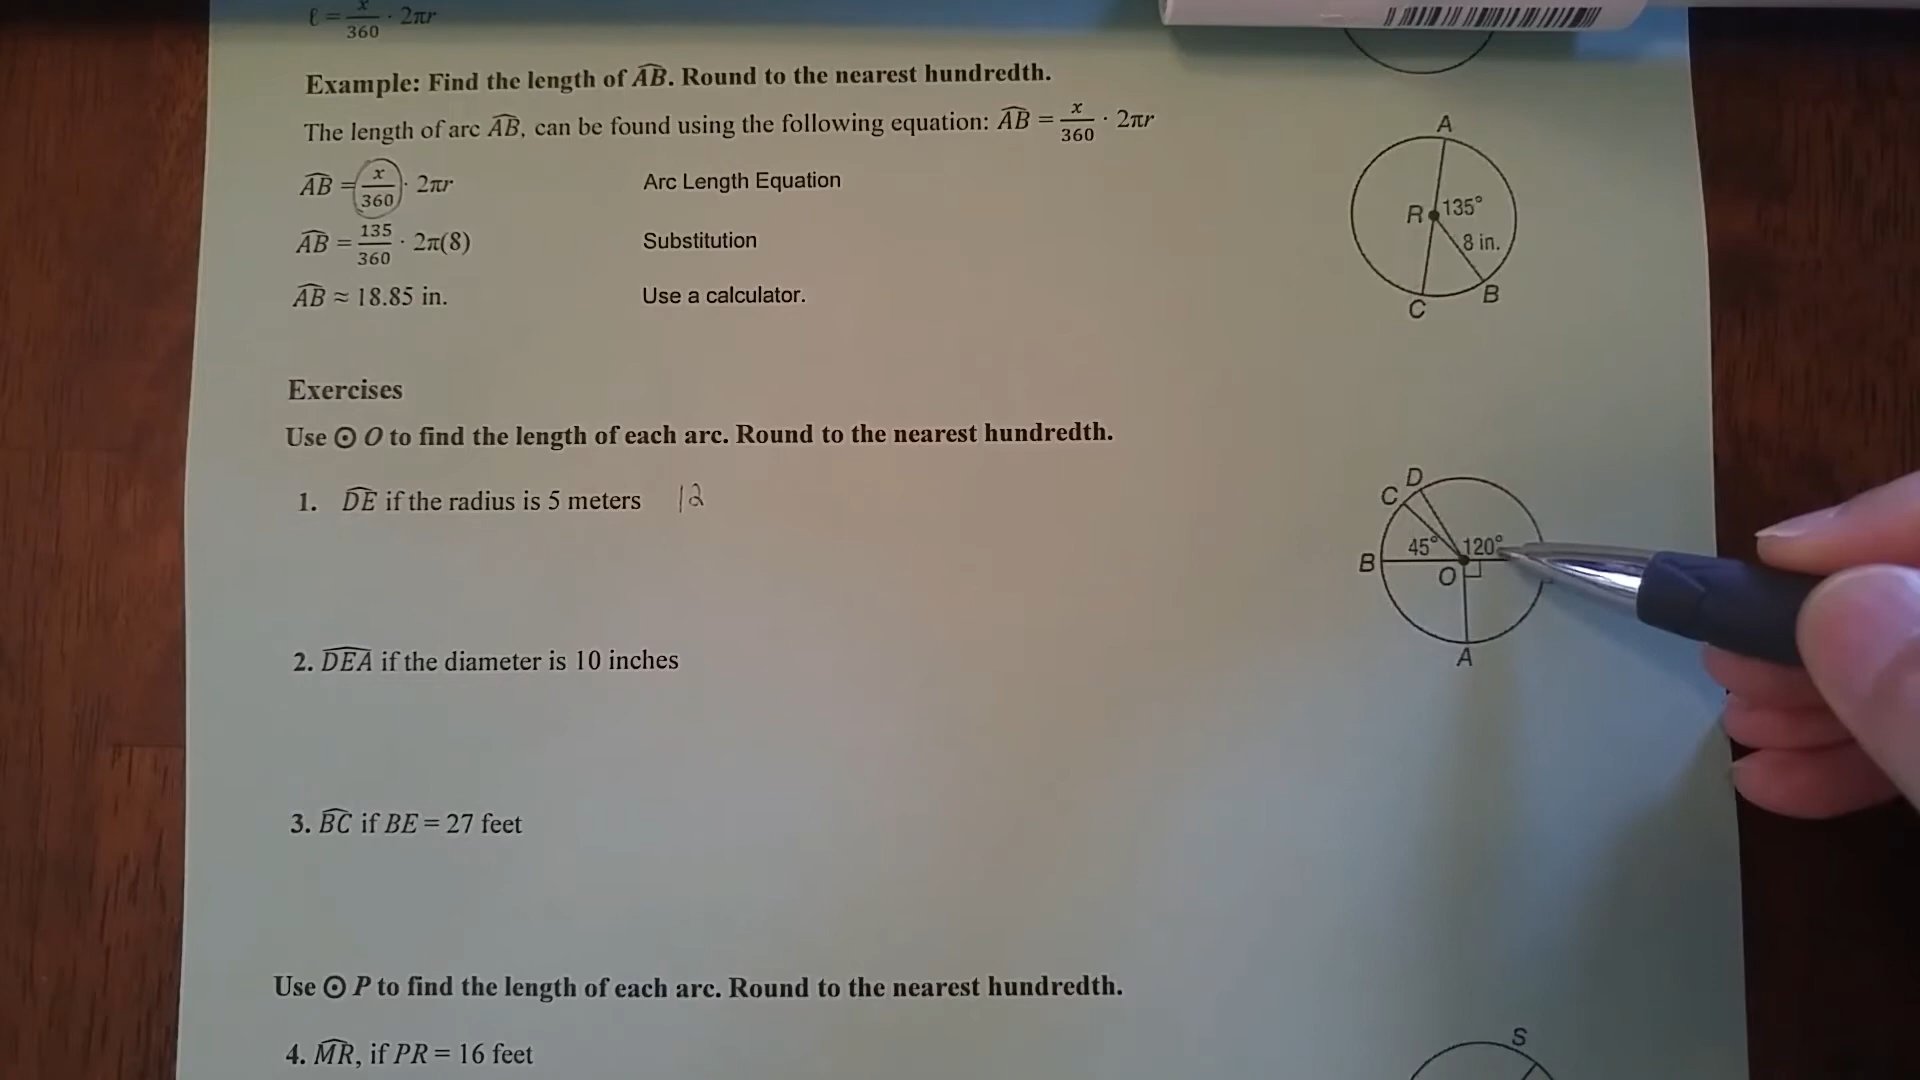 ℓ = x/360 · 2πr
Example: Find the length of AB. Round to the nearest hundredth.
The length of arc AB, can be found using the following equation: AB = x/360 · 2πr
AB = x/360 · 2πr Arc Length Equation
AB = 135/360 · 2π(8) Substitution
AB ≈ 18.85 in. Use a calculator.
A
R 135°
8 in.
C B
Exercises
Use ⊙ O to find the length of each arc. Round to the nearest hundredth.
1. DE if the radius is 5 meters 12
D
C
45° 120°
B
O
A
2. DEA if the diameter is 10 inches
3. BC if BE = 27 feet
Use ⊙ P to find the length of each arc. Round to the nearest hundredth.
4. MR, if PR = 16 feet
S